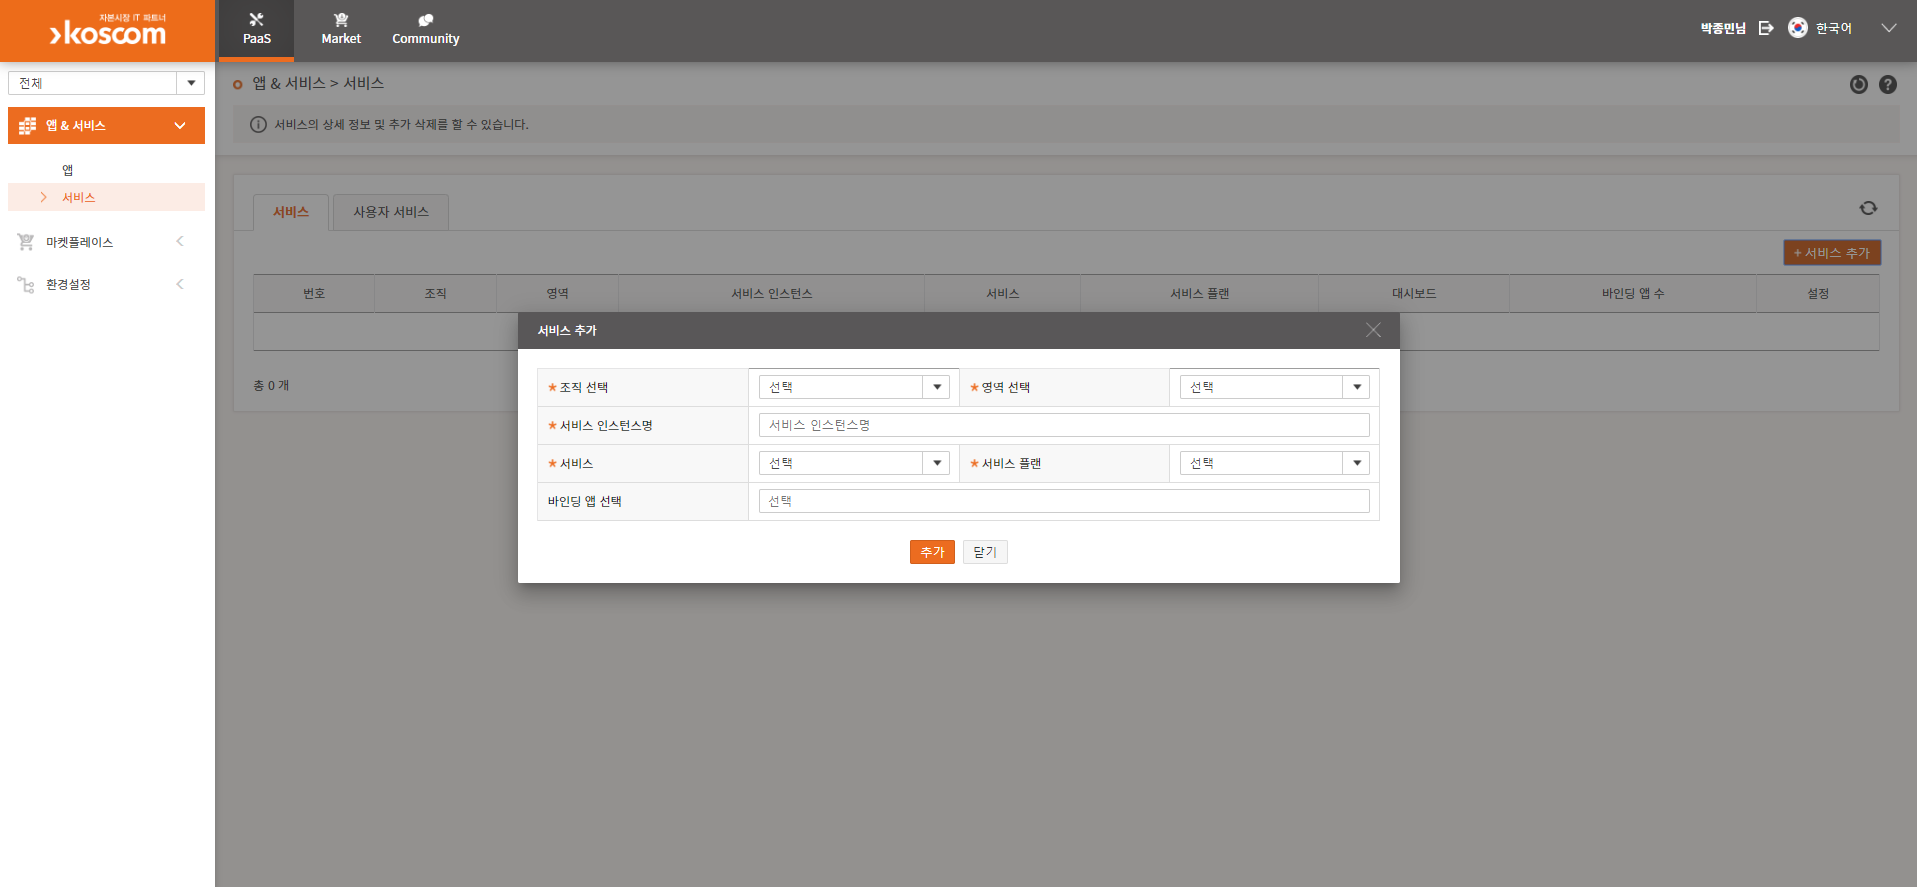 자본시장 IT 파트너
koscom
PaaS
Market
Community
박종민님
한국어
전체
앱 & 서비스
앱
서비스
마켓플레이스
환경설정
앱 & 서비스 > 서비스
서비스의 상세 정보 및 추가 삭제를 할 수 있습니다.
서비스
사용자 서비스
+ 서비스 추가
번호 조직 영역 서비스 인스턴스 서비스 서비스 플랜 대시보드 바인딩 앱 수 설정
총 0 개
서비스 추가
★ 조직 선택 선택 ★ 영역 선택 선택
★ 서비스 인스턴스명 서비스 인스턴스명
★ 서비스 선택 ★ 서비스 플랜 선택
바인딩 앱 선택 선택
추가 닫기